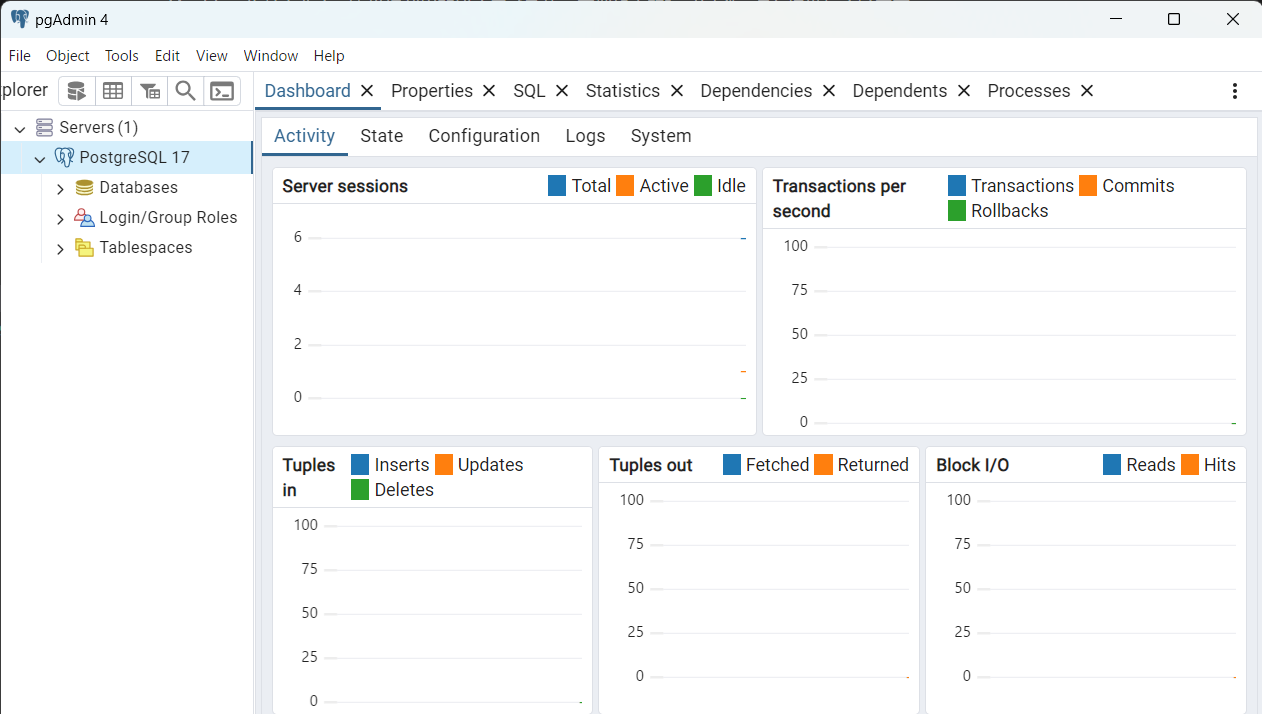 pgAdmin 4
File Object Tools Edit View Window Help
plorer
Dashboard Properties SQL Statistics Dependencies Dependents Processes
Servers (1)
PostgreSQL 17
Databases
Login/Group Roles
Tablespaces
Activity State Configuration Logs System
Server sessions
Total Active Idle
6
4
2
0
Transactions per
second
Transactions Commits
Rollbacks
100
75
50
25
0
Tuples
in
Inserts Updates
Deletes
100
75
50
25
0
Tuples out
Fetched Returned
100
75
50
25
0
Block I/O
Reads Hits
100
75
50
25
0